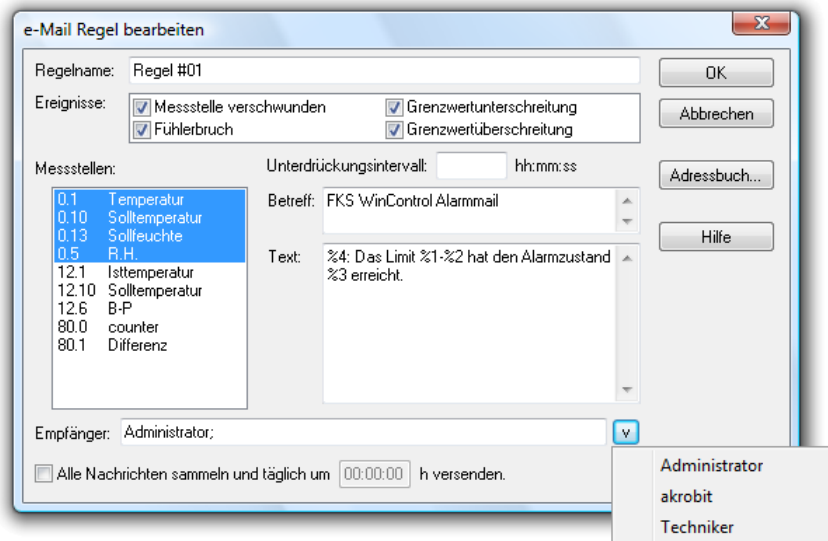 e-Mail Regel bearbeiten
Regelname: Regel #01
OK
Ereignisse:
Messstelle verschwunden
Grenzwertunterschreitung
Fühlerbruch
Grenzwertüberschreitung
Abbrechen
Messstellen:
Unterdrückungsintervall: hh:mm:ss
Adressbuch...
0.1 Temperatur
0.10 Solltemperatur
0.13 Sollfeuchte
0.5 R.H.
12.1 Isttemperatur
12.10 Solltemperatur
12.6 B-P
80.0 counter
80.1 Differenz
Betreff: FKS WinControl Alarmmail
Hilfe
Text: %4: Das Limit %1-%2 hat den Alarmzustand
%3 erreicht.
Empfänger: Administrator;
v
Alle Nachrichten sammeln und täglich um 00:00:00 h versenden.
Administrator
akrobit
Techniker